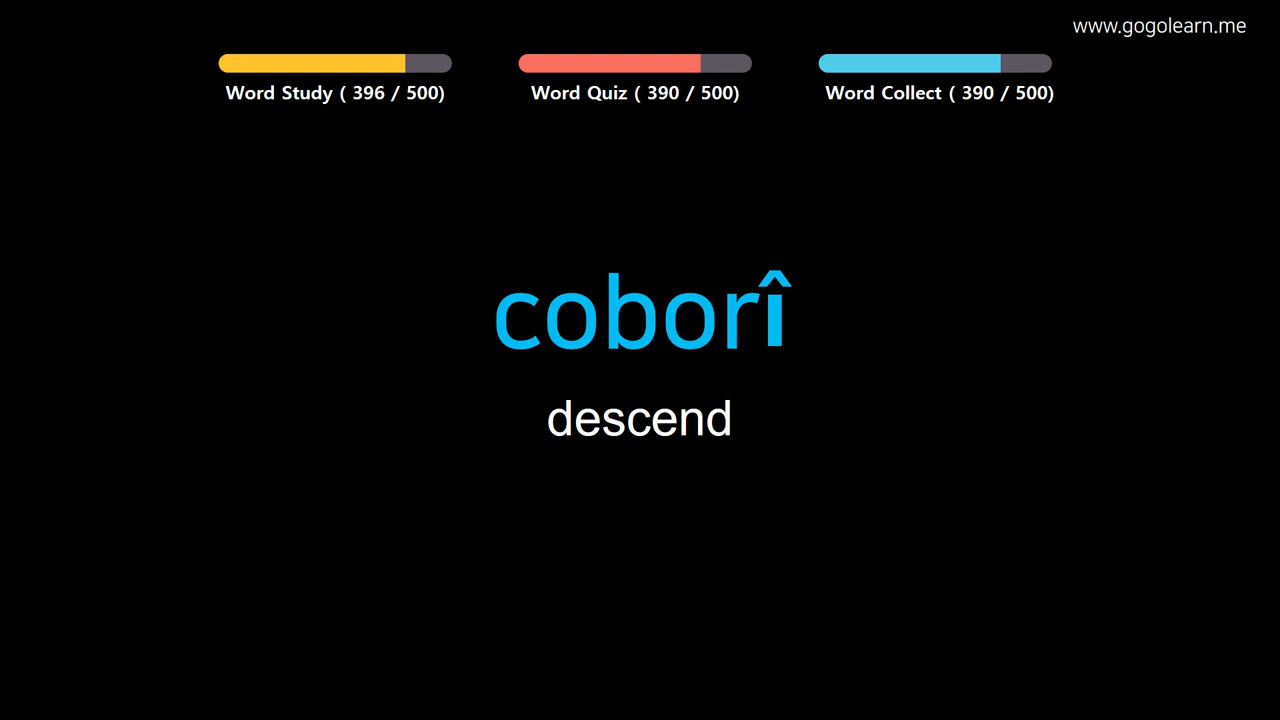 www.gogolearn.me
Word Study ( 396 / 500)
Word Quiz ( 390 / 500)
Word Collect ( 390 / 500)
coborî
descend